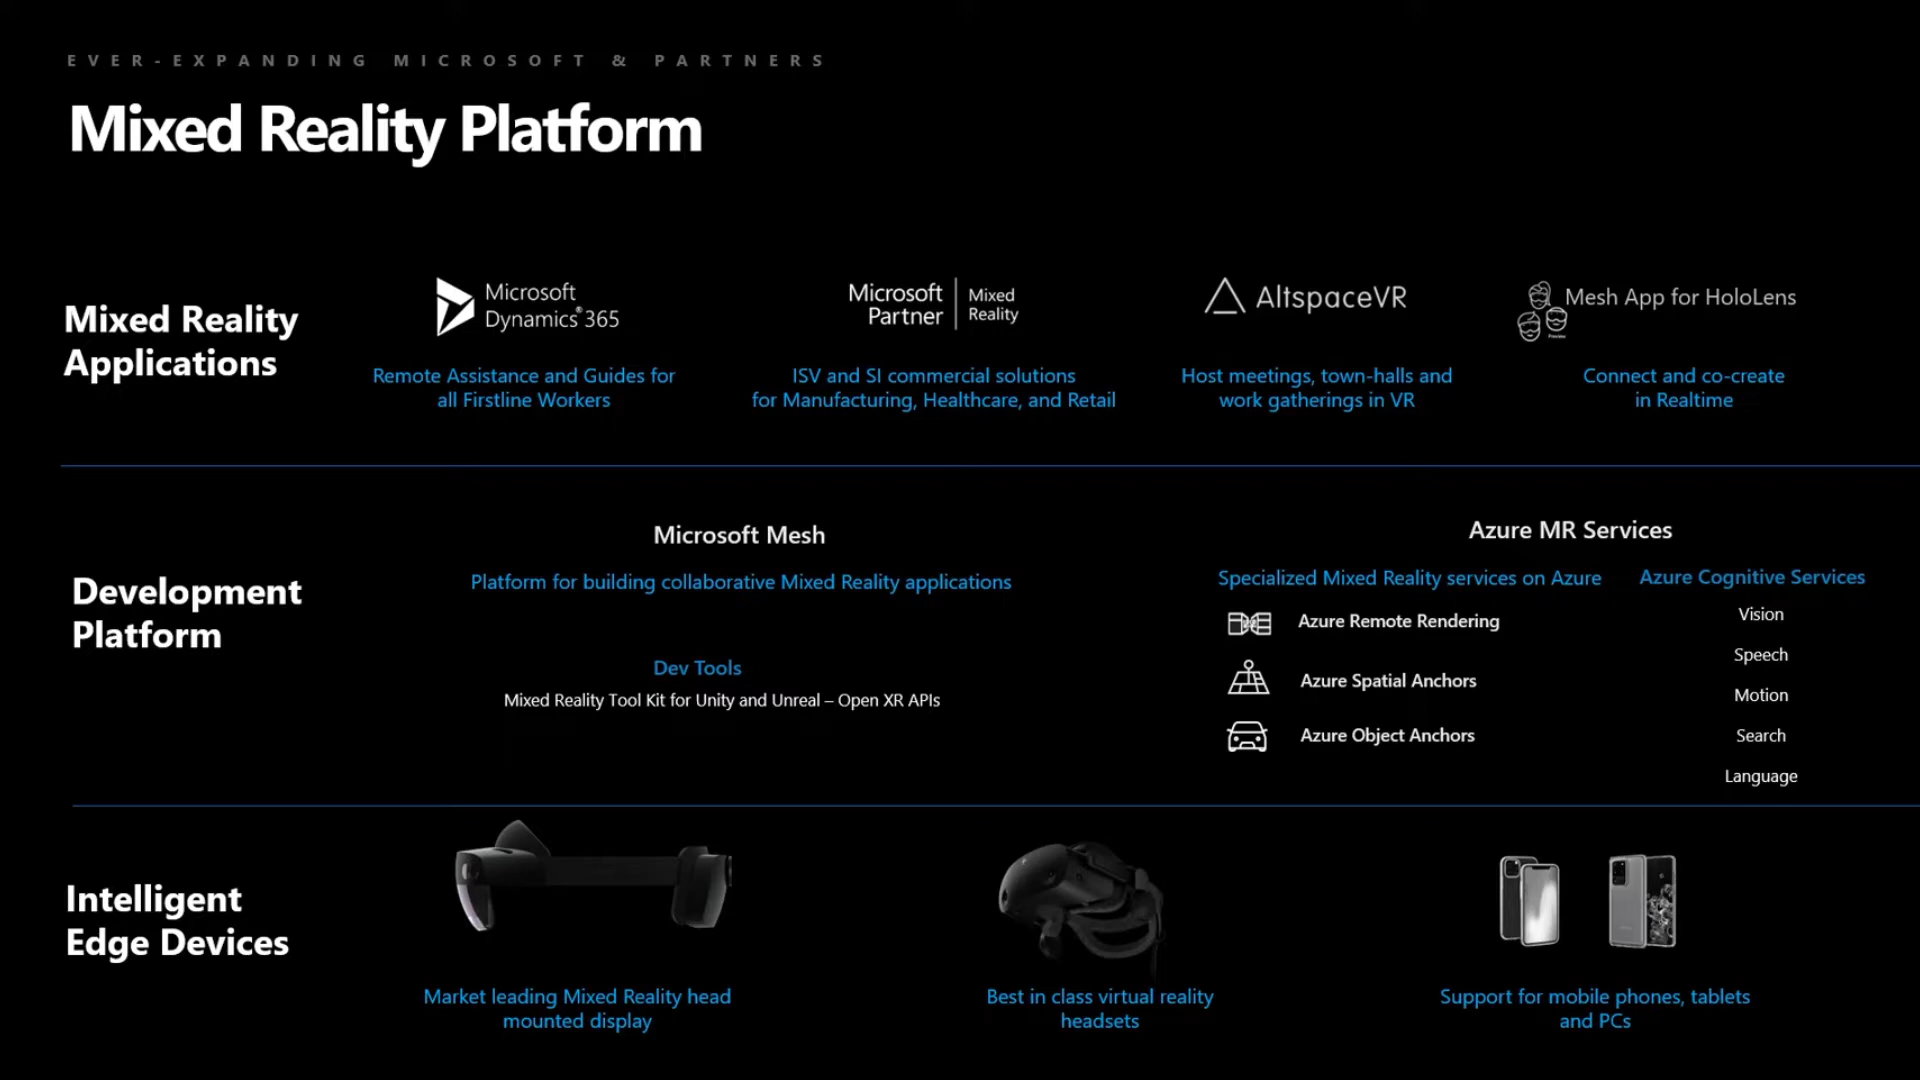 EVER-EXPANDING MICROSOFT & PARTNERS
Mixed Reality Platform
Mixed Reality
Applications
Microsoft
Dynamics® 365
Remote Assistance and Guides for
all Firstline Workers
Microsoft
Partner
Mixed
Reality
ISV and SI commercial solutions
for Manufacturing, Healthcare, and Retail
AltspaceVR
Host meetings, town-halls and
work gatherings in VR
Mesh App for HoloLens
Preview
Connect and co-create
in Realtime
Development
Platform
Microsoft Mesh
Platform for building collaborative Mixed Reality applications
Dev Tools
Mixed Reality Tool Kit for Unity and Unreal – Open XR APIs
Azure MR Services
Specialized Mixed Reality services on Azure
Azure Remote Rendering
Azure Spatial Anchors
Azure Object Anchors
Azure Cognitive Services
Vision
Speech
Motion
Search
Language
Intelligent
Edge Devices
Market leading Mixed Reality head
mounted display
Best in class virtual reality
headsets
Support for mobile phones, tablets
and PCs